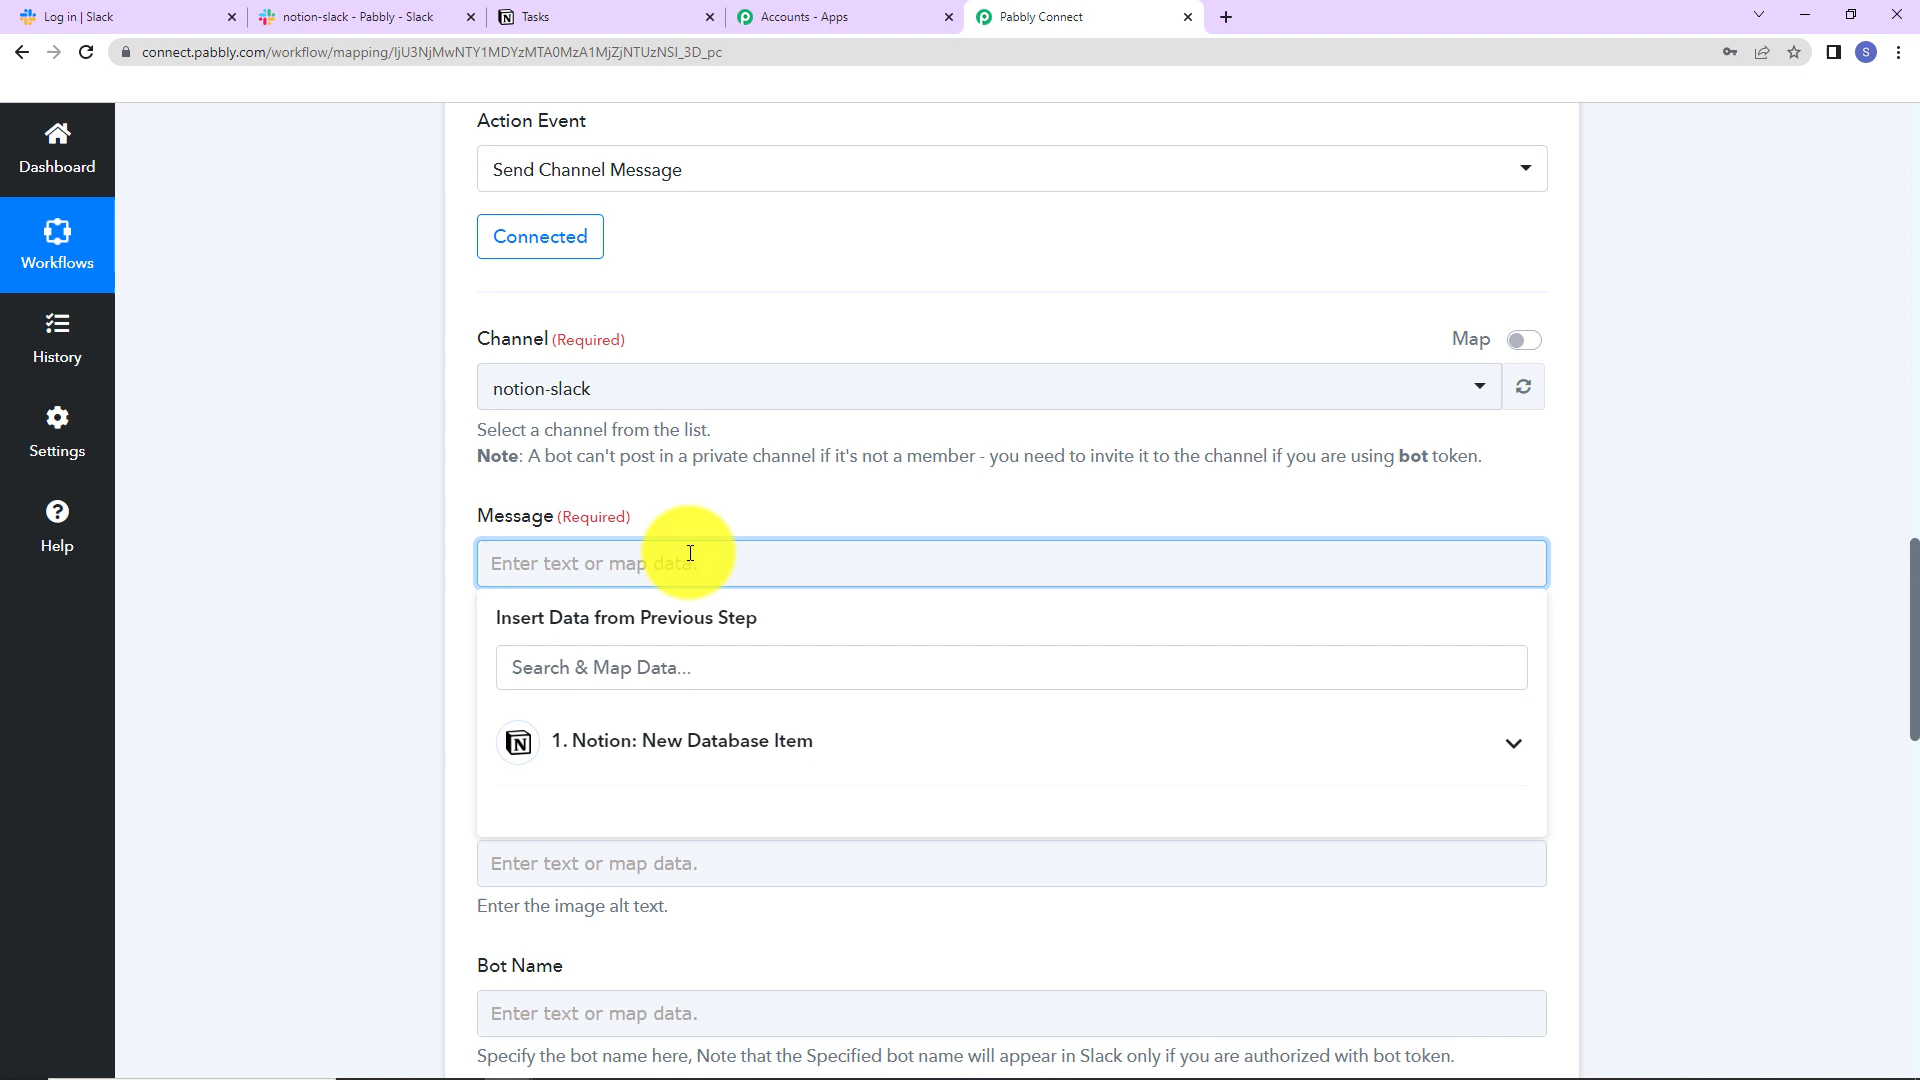 Log in | Slack
notion-slack - Pabbly - Slack
Tasks
Accounts - Apps
Pabbly Connect
connect.pabbly.com/workflow/mapping/IjU3NjMwNTY1MDYzMTA0MzA1MjZjNTUzNSI_3D_pc
S
Dashboard
Workflows
History
Settings
Help
Action Event
Send Channel Message
Connected
Channel (Required)
Map
notion-slack
Select a channel from the list.
Note: A bot can't post in a private channel if it's not a member - you need to invite it to the channel if you are using bot token.
Message (Required)
Enter text or map data.
Insert Data from Previous Step
Search & Map Data...
1. Notion: New Database Item
Enter text or map data.
Enter the image alt text.
Bot Name
Enter text or map data.
Specify the bot name here, Note that the Specified bot name will appear in Slack only if you are authorized with bot token.